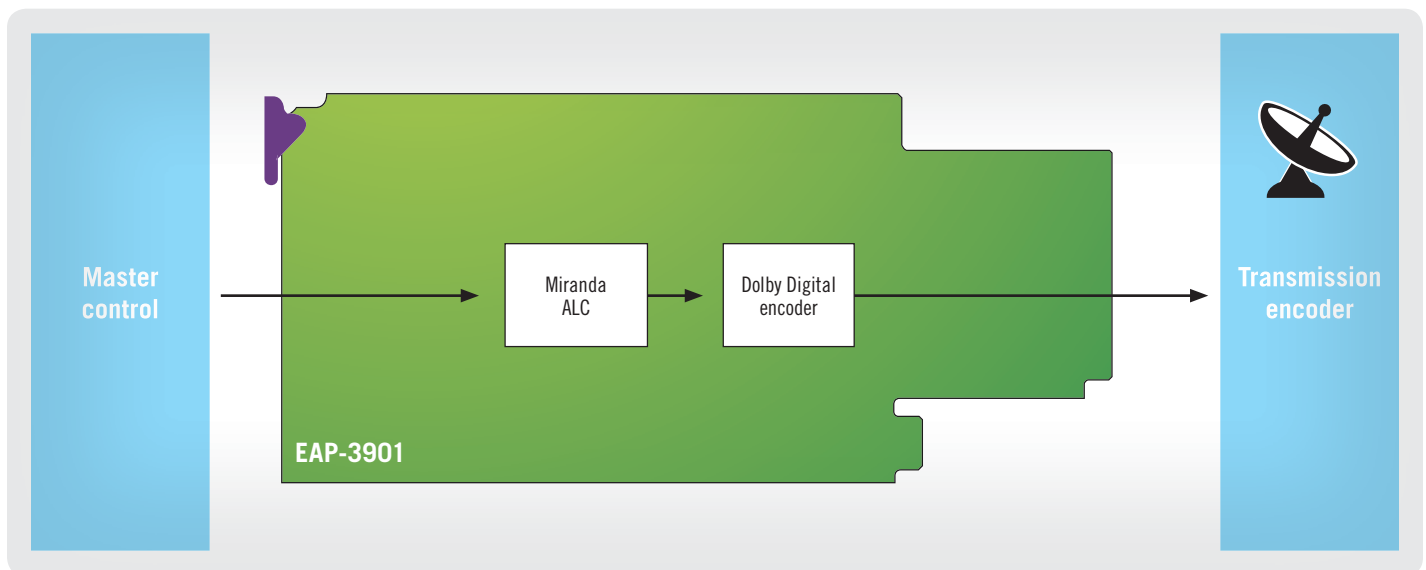 Master
control
Miranda
ALC
Dolby Digital
encoder
Transmission
encoder
EAP-3901